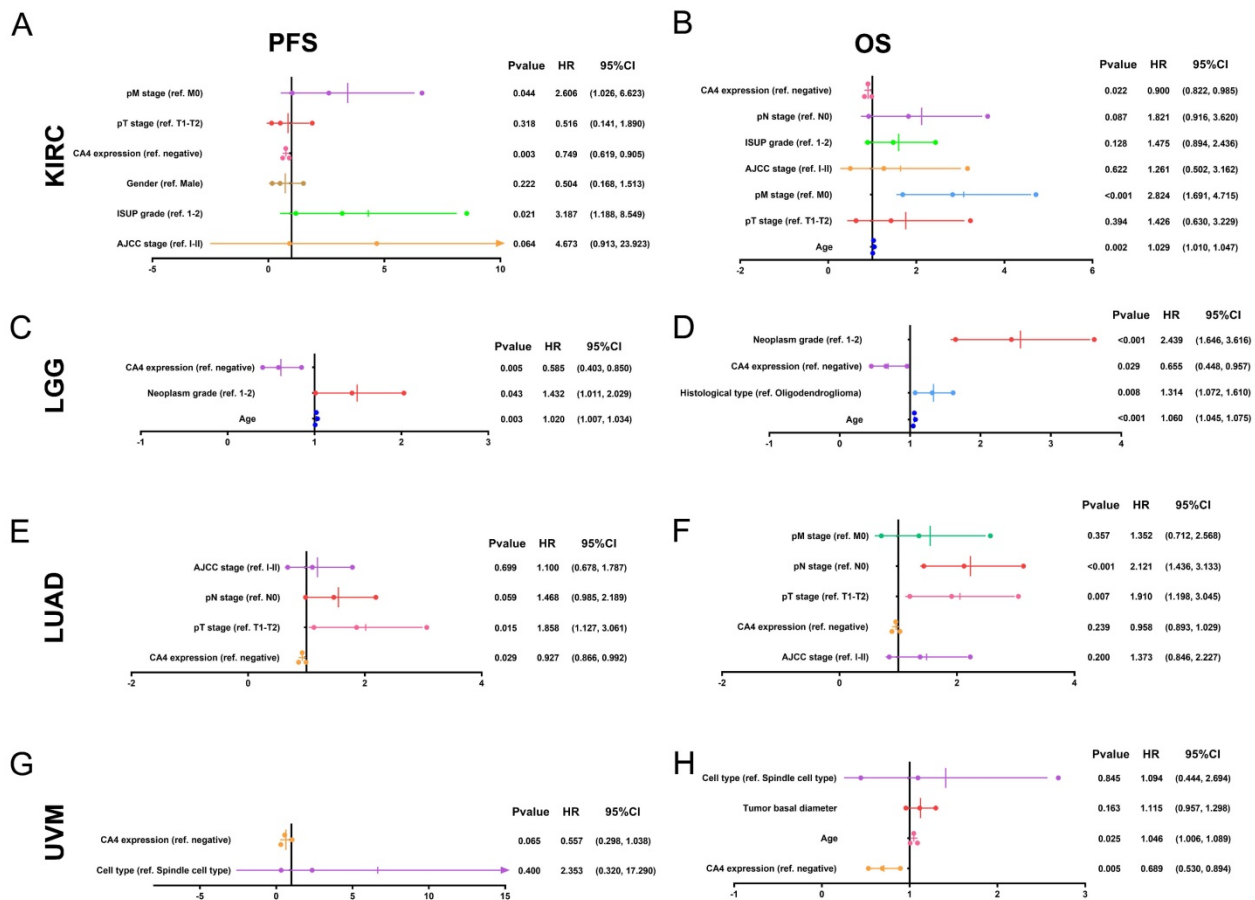 A
PFS
Pvalue HR 95%CI
KIRC
pM stage (ref. M0) 0.044 2.606 (1.026, 6.623)
pT stage (ref. T1-T2) 0.318 0.516 (0.141, 1.890)
CA4 expression (ref. negative) 0.003 0.749 (0.619, 0.905)
Gender (ref. Male) 0.222 0.504 (0.168, 1.513)
ISUP grade (ref. 1-2) 0.021 3.187 (1.188, 8.549)
AJCC stage (ref. I-II) 0.064 4.673 (0.913, 23.923)
-5 0 5 10
B
OS
Pvalue HR 95%CI
CA4 expression (ref. negative) 0.022 0.900 (0.822, 0.985)
pN stage (ref. N0) 0.087 1.821 (0.916, 3.620)
ISUP grade (ref. 1-2) 0.128 1.475 (0.894, 2.436)
AJCC stage (ref. I-II) 0.622 1.261 (0.502, 3.162)
pM stage (ref. M0) <0.001 2.824 (1.691, 4.715)
pT stage (ref. T1-T2) 0.394 1.426 (0.630, 3.229)
Age 0.002 1.029 (1.010, 1.047)
-2 0 2 4 6
C
LGG
Pvalue HR 95%CI
CA4 expression (ref. negative) 0.005 0.585 (0.403, 0.850)
Neoplasm grade (ref. 1-2) 0.043 1.432 (1.011, 2.029)
Age 0.003 1.020 (1.007, 1.034)
-1 0 1 2 3
D
Pvalue HR 95%CI
Neoplasm grade (ref. 1-2) <0.001 2.439 (1.646, 3.616)
CA4 expression (ref. negative) 0.029 0.655 (0.448, 0.957)
Histological type (ref. Oligodendroglioma) 0.008 1.314 (1.072, 1.610)
Age <0.001 1.060 (1.045, 1.075)
-1 0 1 2 3 4
E
LUAD
Pvalue HR 95%CI
AJCC stage (ref. I-II) 0.699 1.100 (0.678, 1.787)
pN stage (ref. N0) 0.059 1.468 (0.985, 2.189)
pT stage (ref. T1-T2) 0.015 1.858 (1.127, 3.061)
CA4 expression (ref. negative) 0.029 0.927 (0.866, 0.992)
-2 0 2 4
F
Pvalue HR 95%CI
pM stage (ref. M0) 0.357 1.352 (0.712, 2.568)
pN stage (ref. N0) <0.001 2.121 (1.436, 3.133)
pT stage (ref. T1-T2) 0.007 1.910 (1.198, 3.045)
CA4 expression (ref. negative) 0.239 0.958 (0.893, 1.029)
AJCC stage (ref. I-II) 0.200 1.373 (0.846, 2.227)
-2 0 2 4
G
UVM
Pvalue HR 95%CI
CA4 expression (ref. negative) 0.065 0.557 (0.298, 1.038)
Cell type (ref. Spindle cell type) 0.400 2.353 (0.320, 17.290)
-5 0 5 10 15
H
Pvalue HR 95%CI
Cell type (ref. Spindle cell type) 0.845 1.094 (0.444, 2.694)
Tumor basal diameter 0.163 1.115 (0.957, 1.298)
Age 0.025 1.046 (1.006, 1.089)
CA4 expression (ref. negative) 0.005 0.689 (0.530, 0.894)
-1 0 1 2 3